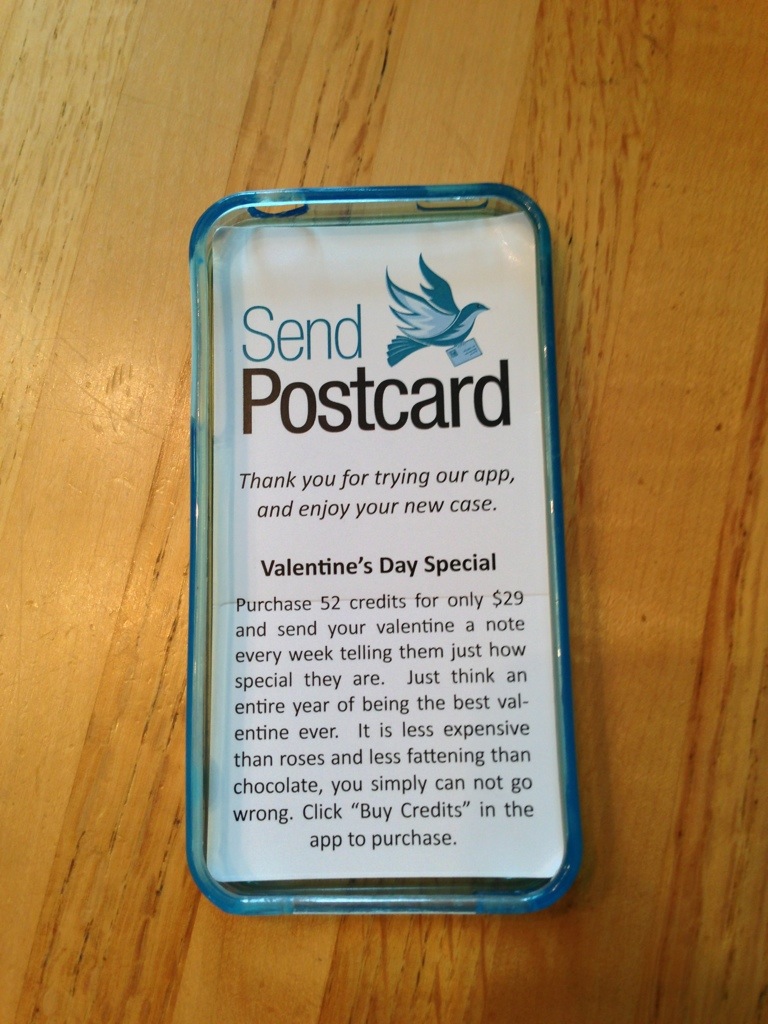 Send
Postcard
Thank you for trying our app,
and enjoy your new case.
Valentine's Day Special
Purchase 52 credits for only $29
and send your valentine a note
every week telling them just how
special they are. Just think an
entire year of being the best val-
entine ever. It is less expensive
than roses and less fattening than
chocolate, you simply can not go
wrong. Click “Buy Credits” in the
app to purchase.